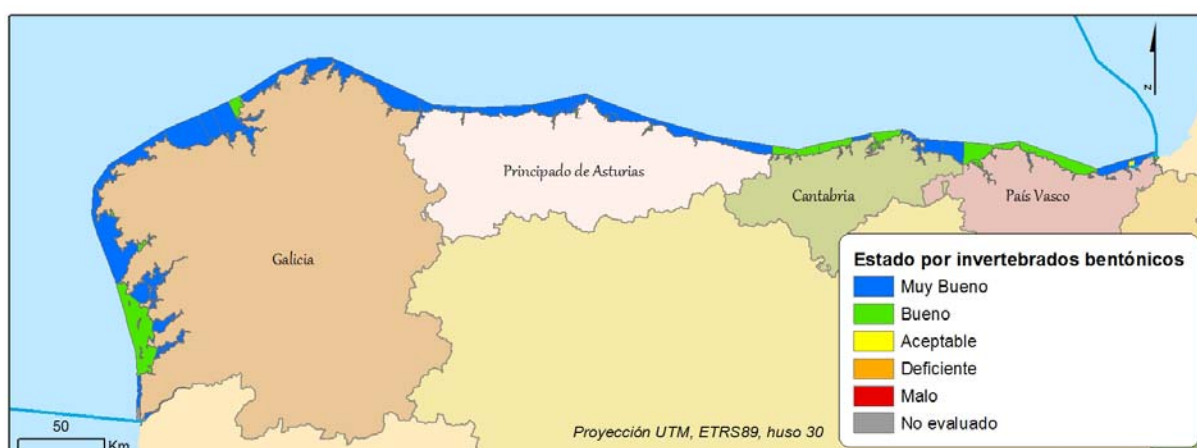 Galicia
Principado de Asturias
Cantabria
País Vasco
N
Estado por invertebrados bentónicos
Muy Bueno
Bueno
Aceptable
Deficiente
Malo
No evaluado
50
Km
Proyección UTM, ETRS89, huso 30